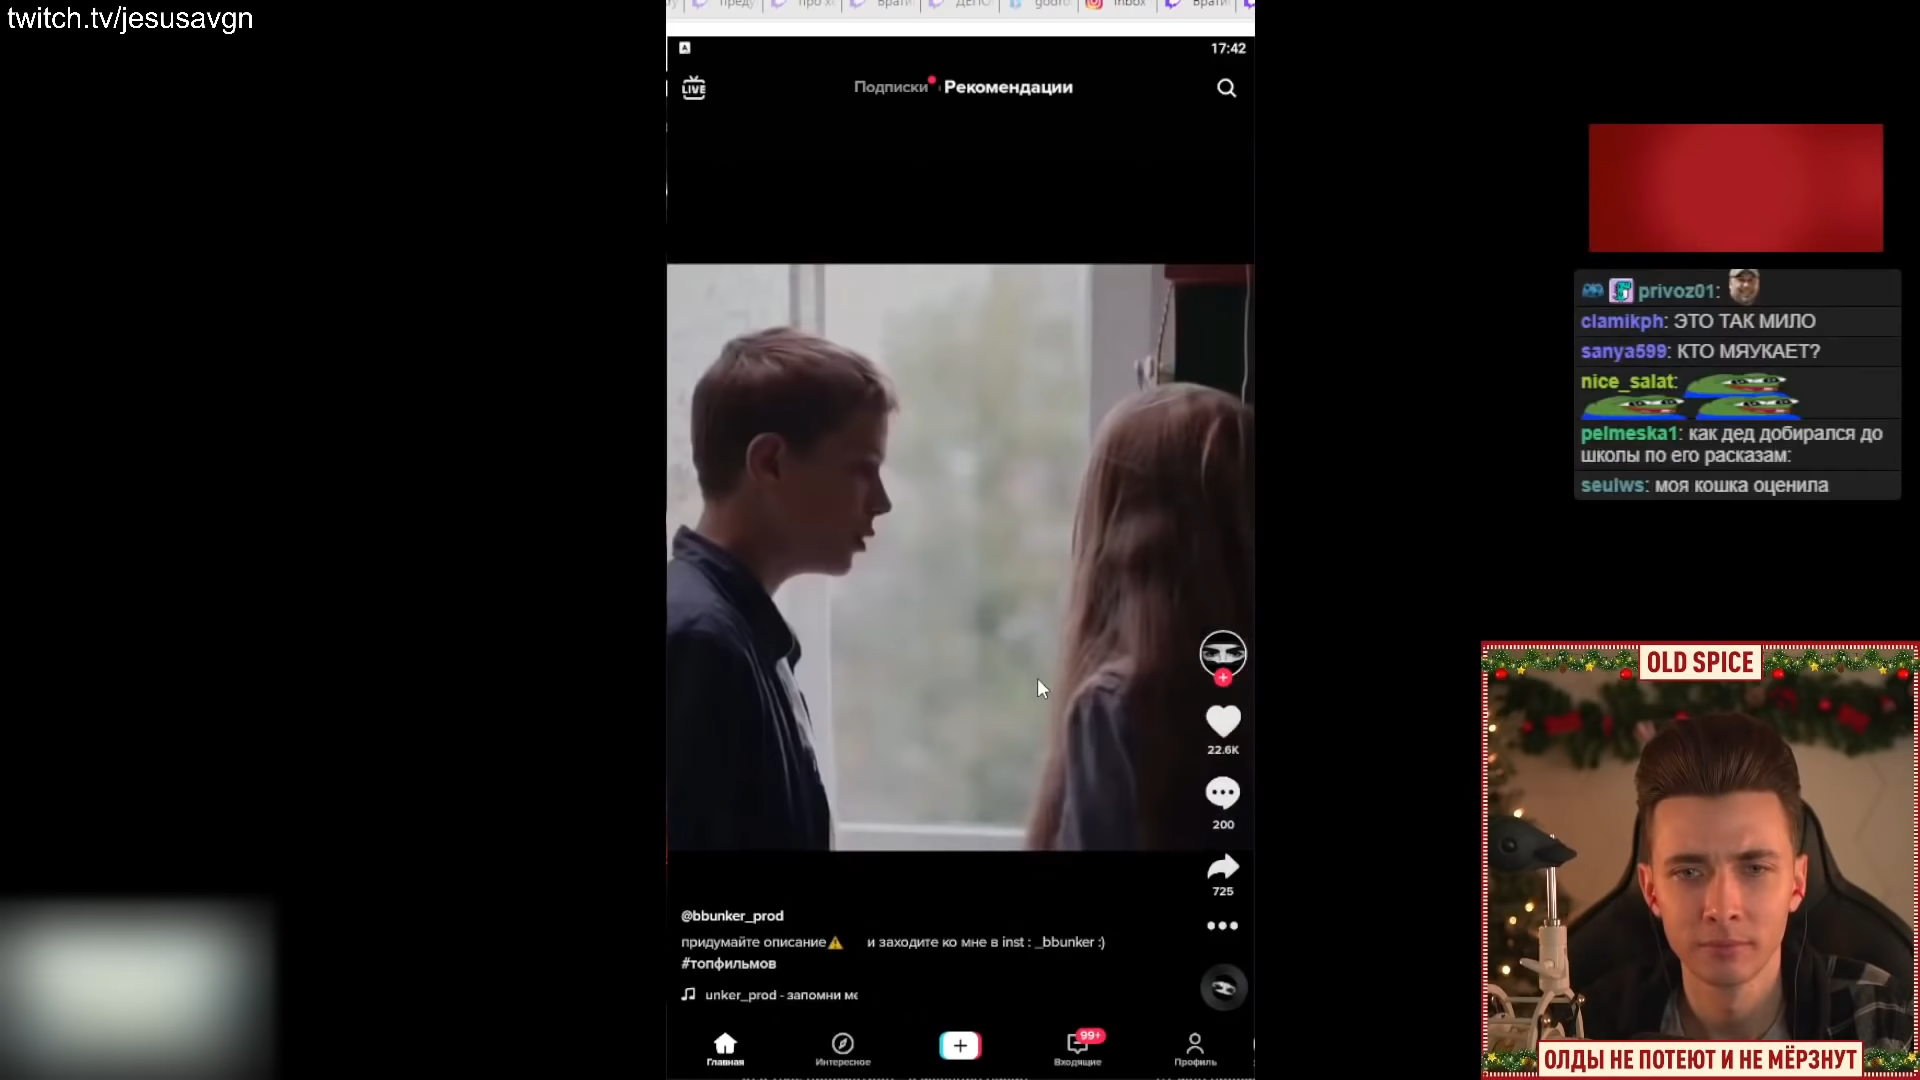 twitch.tv/jesusavgn
17:42
LIVE
Подписки
Рекомендации
privoz01:
clamikph: ЭТО ТАК МИЛО
sanya599: КТО МЯУКАЕТ?
nice_salat:
pelmeska1: как дед добирался до
школы по его расказам:
seulws: моя кошка оценила
22.6K
200
725
@bbunker_prod
придумайте описание⚠️ и заходите ко мне в inst : _bbunker :)
#топфильмов
unker_prod - запомни
Главная
Интересное
99+
Входящие
Профиль
OLD SPICE
ОЛДЫ НЕ ПОТЕЮТ И НЕ МЁРЗНУТ